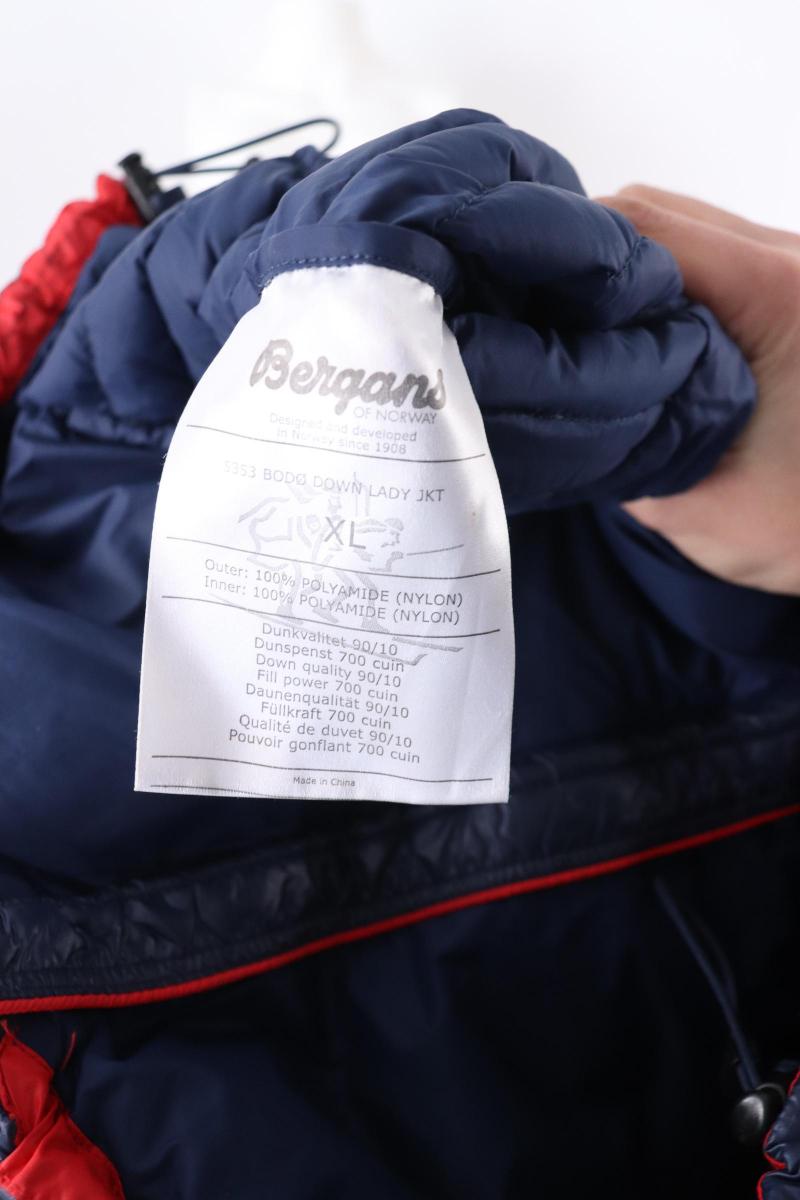 Bergans
OF NORWAY
Designed and developed
in Norway since 1908
5353 BODØ DOWN LADY JKT
XL
Outer: 100% POLYAMIDE (NYLON)
Inner: 100% POLYAMIDE (NYLON)
Dunkvalitet 90/10
Dunspenst 700 cuin
Down quality 90/10
Fill power 700 cuin
Daunenqualität 90/10
Füllkraft 700 cuin
Qualité de duvet 90/10
Pouvoir gonflant 700 cuin
Made in China